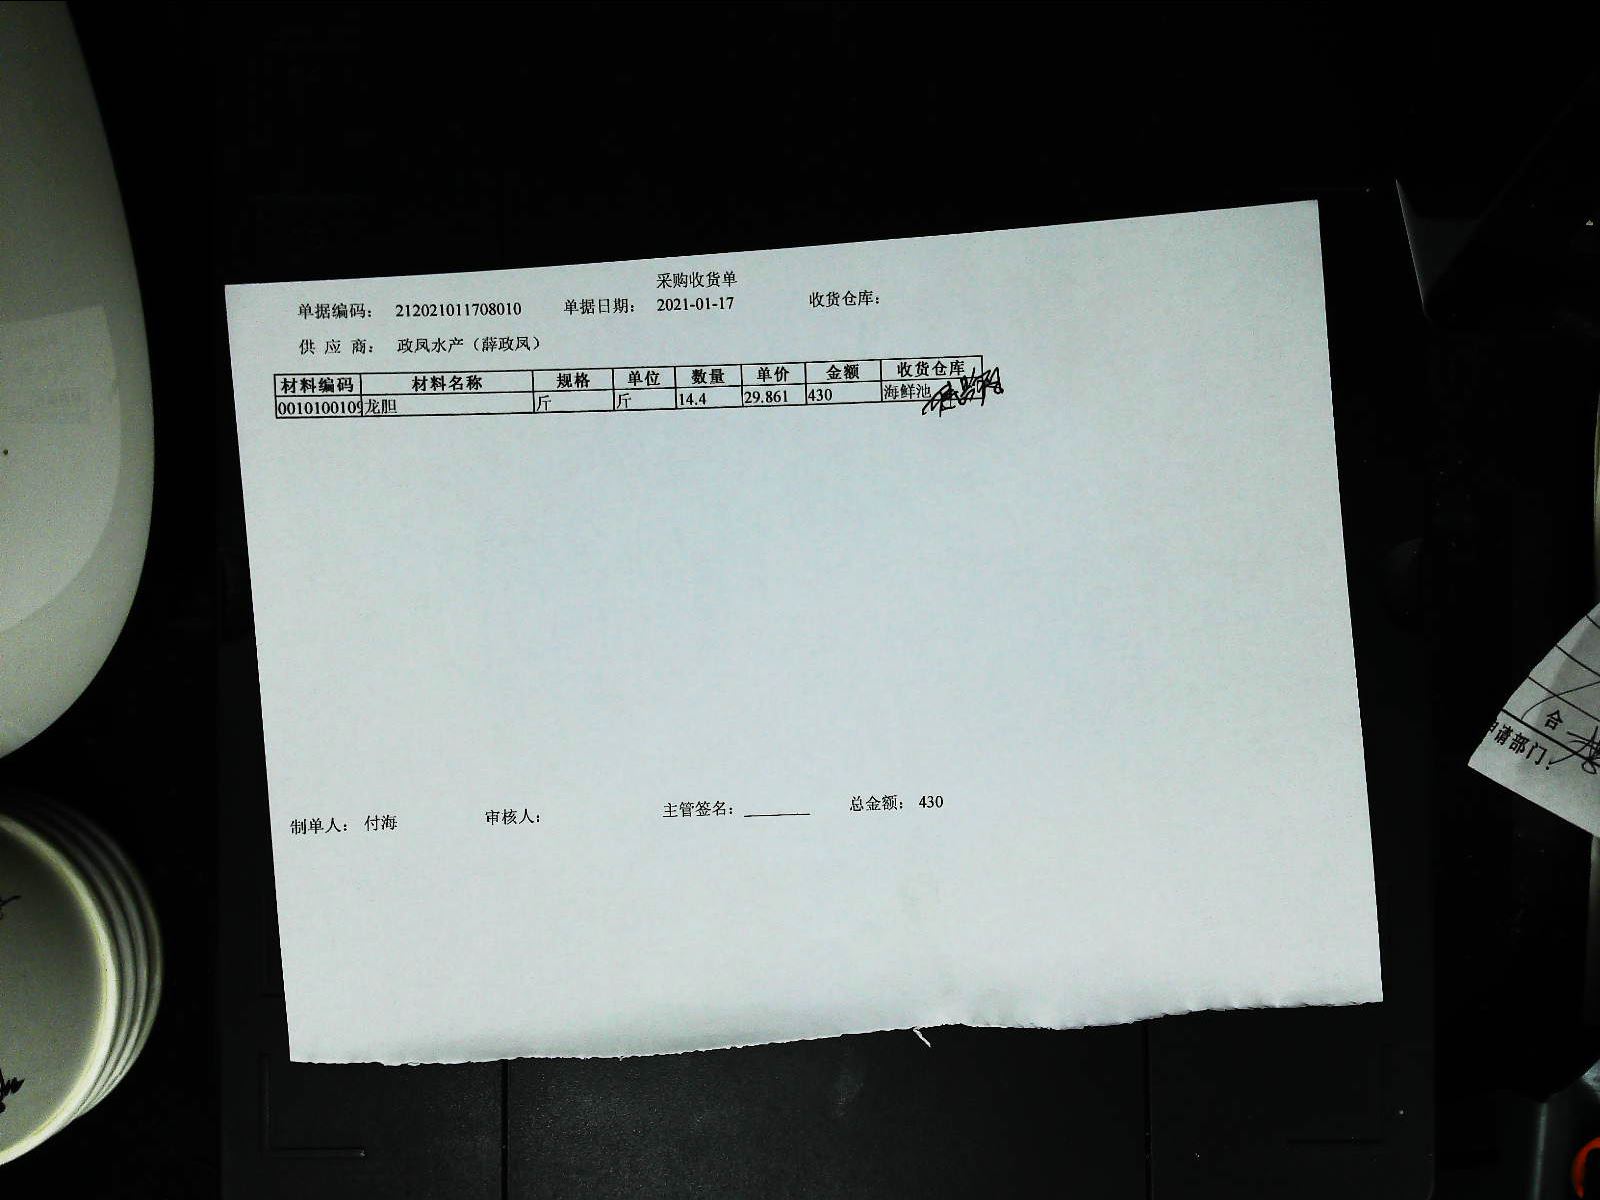 采购收货单
单据编码： 212021011708010 单据日期： 2021-01-17 收货仓库：
供 应 商： 政凤水产（薛政凤）
材料编码 材料名称 规格 单位 数量 单价 金额 收货仓库
0010100109 龙胆 斤 斤 14.4 29.861 430 海鲜池
制单人： 付海 审核人： 主管签名： 总金额： 430
合
申请部门：